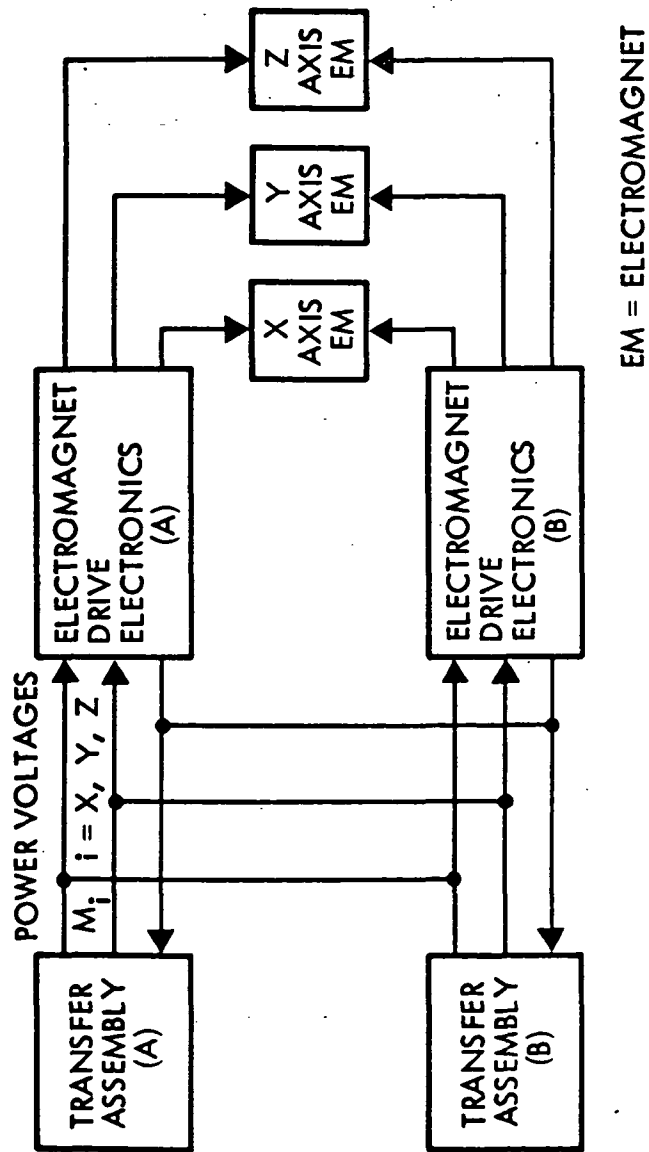 POWER VOLTAGES
M_i  i = X, Y, Z
TRANSFER
ASSEMBLY
(A)
ELECTROMAGNET
DRIVE
ELECTRONICS
(A)
X
AXIS
EM
Y
AXIS
EM
Z
AXIS
EM
TRANSFER
ASSEMBLY
(B)
ELECTROMAGNET
DRIVE
ELECTRONICS
(B)
EM = ELECTROMAGNET